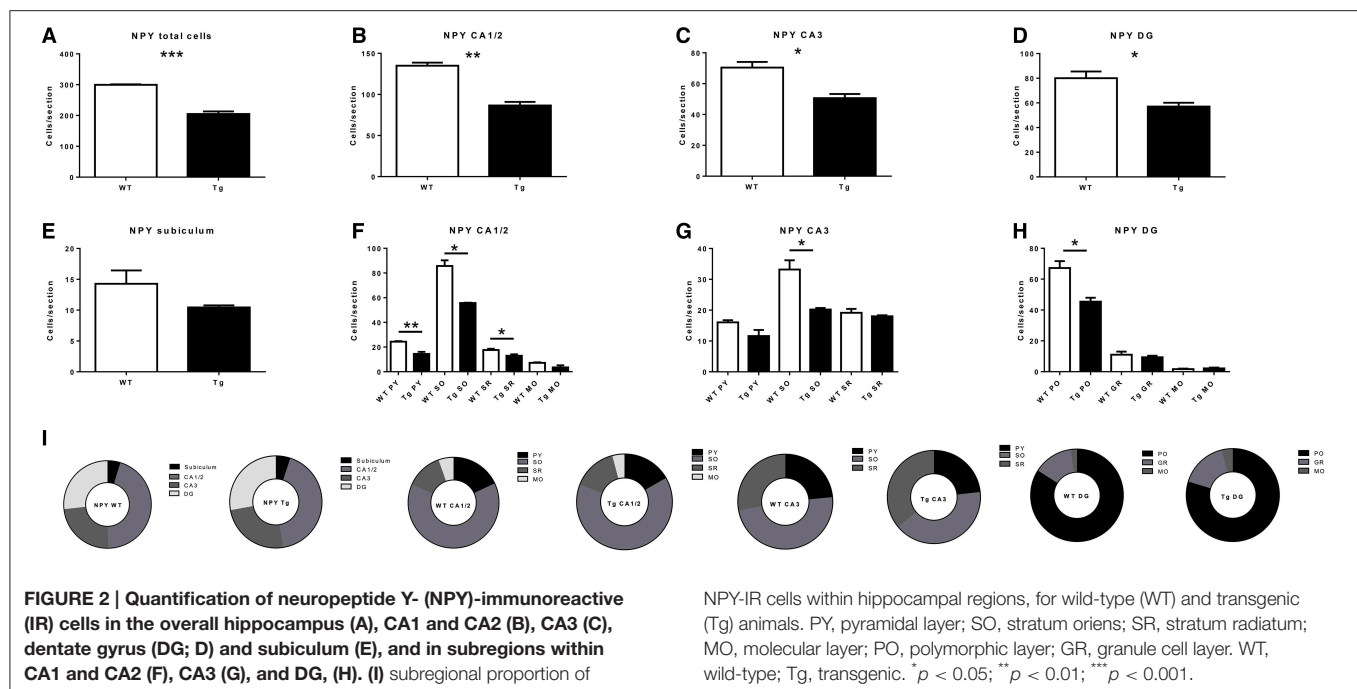 A
NPY total cells
***
400
300
200
100
0
Cells/section
WT
Tg
B
NPY CA1/2
**
150
100
50
0
Cells/section
WT
Tg
C
NPY CA3
*
80
60
40
20
0
Cells/section
WT
Tg
D
NPY DG
*
100
80
60
40
20
0
Cells/section
WT
Tg
E
NPY subiculum
20
15
10
5
0
Cells/section
WT
Tg
F
NPY CA1/2
100
80
60
40
20
0
Cells/section
**
*
*
WT PY
Tg PY
WT SO
Tg SO
WT SR
Tg SR
WT MO
Tg MO
G
NPY CA3
40
30
20
10
0
Cells/section
*
WT PY
Tg PY
WT SO
Tg SO
WT SR
Tg SR
H
NPY DG
80
60
40
20
0
Cells/section
*
WT PO
Tg PO
WT GR
Tg GR
WT MO
Tg MO
I
NPY WT
Subiculum
CA1/2
CA3
DG
NPY Tg
Subiculum
CA1/2
CA3
DG
WT CA1/2
PY
SO
SR
MO
Tg CA1/2
PY
SO
SR
MO
WT CA3
PY
SO
SR
Tg CA3
PY
SO
SR
WT DG
PO
GR
MO
Tg DG
PO
GR
MO
FIGURE 2 | Quantification of neuropeptide Y- (NPY)-immunoreactive
(IR) cells in the overall hippocampus (A), CA1 and CA2 (B), CA3 (C),
dentate gyrus (DG; D) and subiculum (E), and in subregions within
CA1 and CA2 (F), CA3 (G), and DG, (H). (I) subregional proportion of
NPY-IR cells within hippocampal regions, for wild-type (WT) and transgenic
(Tg) animals. PY, pyramidal layer; SO, stratum oriens; SR, stratum radiatum;
MO, molecular layer; PO, polymorphic layer; GR, granule cell layer. WT,
wild-type; Tg, transgenic. *p < 0.05; **p < 0.01; ***p < 0.001.